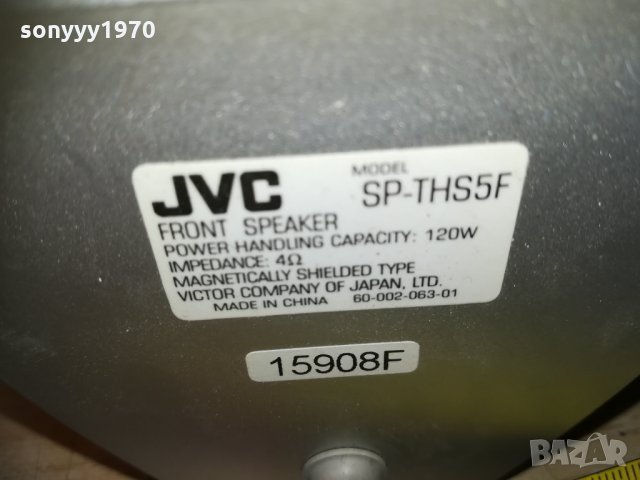 sonyyy1970
JVC
MODEL SP-THS5F
FRONT SPEAKER
POWER HANDLING CAPACITY: 120W
IMPEDANCE: 4Ω
MAGNETICALLY SHIELDED TYPE
VICTOR COMPANY OF JAPAN, LTD.
MADE IN CHINA 60-002-063-01
15908F
BAZAR